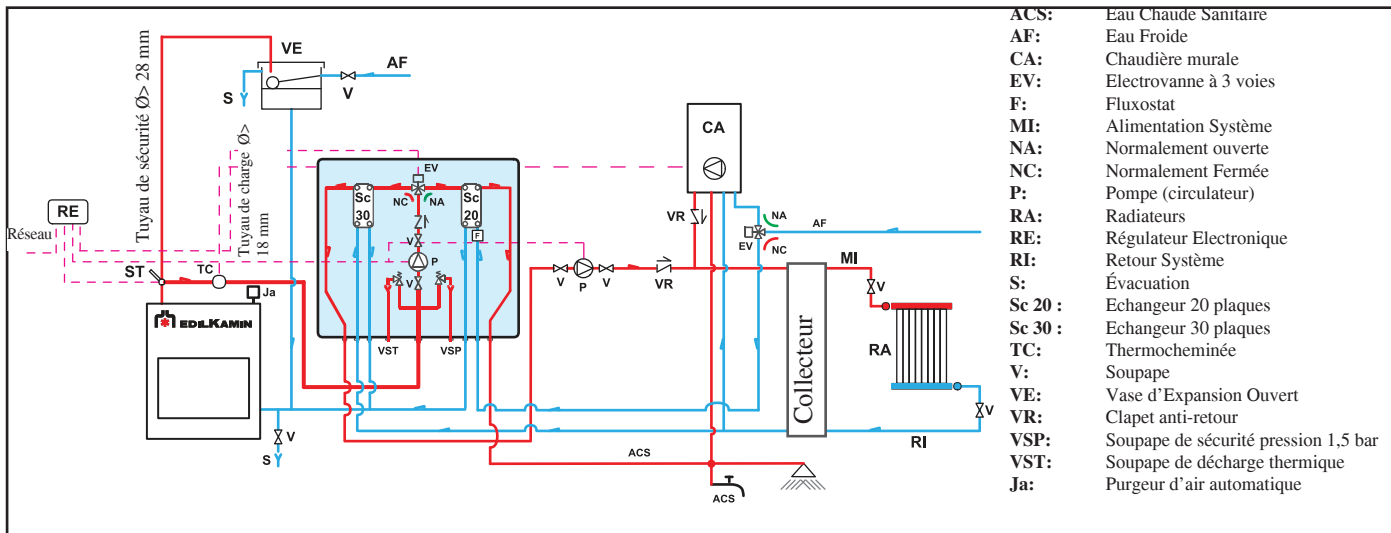 Tuyau de sécurité Ø> 28 mm
VE
AF
S
V
Tuyau de charge Ø>
18 mm
RE
Réseau
ST
TC
Ja
EDILKAMIN
V
S
EV
Sc
30
NC
NA
Sc
20
F
V
P
V
VST
VSP
CA
VR
NA
EV
NC
AF
V
P
V
VR
MI
V
Collecteur
RA
V
RI
ACS
ACS
ACS: Eau Chaude Sanitaire
AF: Eau Froide
CA: Chaudière murale
EV: Electrovanne à 3 voies
F: Fluxostat
MI: Alimentation Système
NA: Normalement ouverte
NC: Normalement Fermée
P: Pompe (circulateur)
RA: Radiateurs
RE: Régulateur Electronique
RI: Retour Système
S: Évacuation
Sc 20 : Echangeur 20 plaques
Sc 30 : Echangeur 30 plaques
TC: Thermocheminée
V: Soupape
VE: Vase d’Expansion Ouvert
VR: Clapet anti-retour
VSP: Soupape de sécurité pression 1,5 bar
VST: Soupape de décharge thermique
Ja: Purgeur d’air automatique